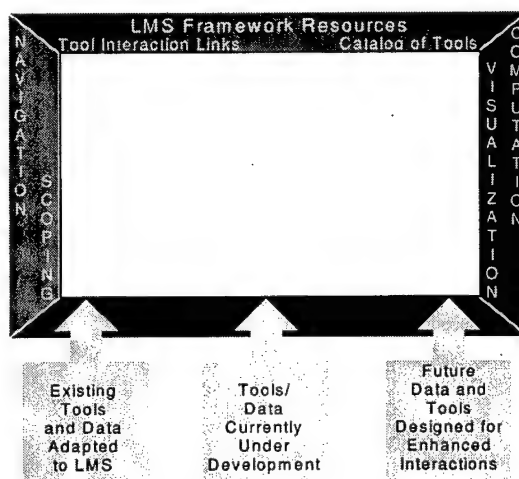 LMS Framework Resources
Tool Interaction Links Catalog of Tools
NAVIGATION
SCOPING
VISUALIZATION
COMPUTATION
Existing
Tools
and Data
Adapted
to LMS
Tools/
Data
Currently
Under
Development
Future
Data and
Tools
Designed for
Enhanced
Interactions